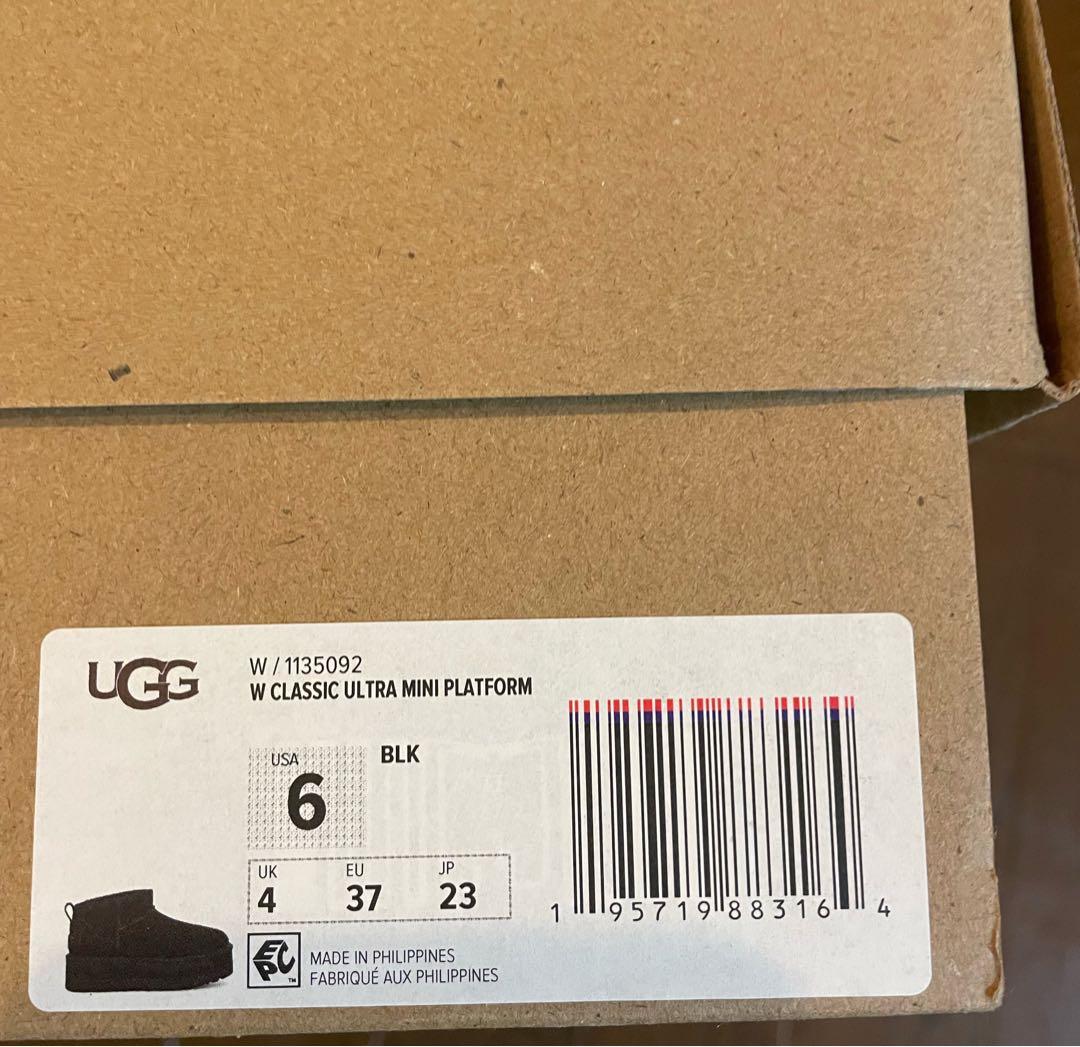 UGG
W / 1135092
W CLASSIC ULTRA MINI PLATFORM
USA
6
BLK
UK
4
EU
37
JP
23
1 95719 88316 4
EPC
TM
MADE IN PHILIPPINES
FABRIQUÉ AUX PHILIPPINES